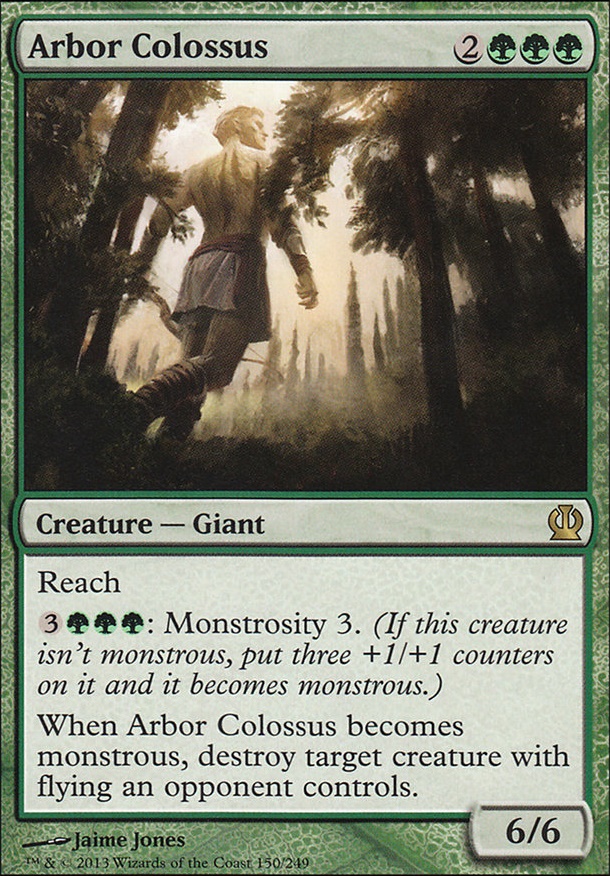 Arbor Colossus 2
Creature — Giant
Reach
3: Monstrosity 3. (If this creature
isn't monstrous, put three +1/+1 counters
on it and it becomes monstrous.)
When Arbor Colossus becomes
monstrous, destroy target creature with
flying an opponent controls.
6/6
Jaime Jones
™ & © 2013 Wizards of the Coast 150/249